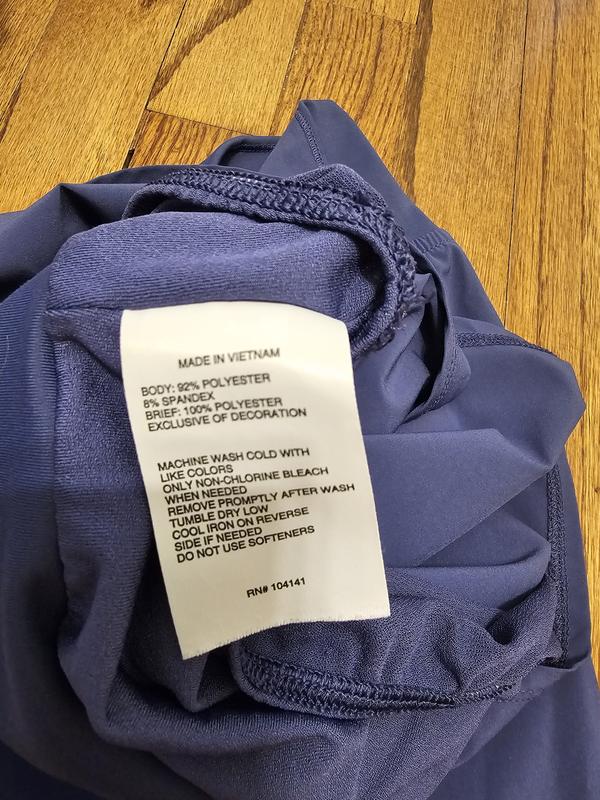 MADE IN VIETNAM
BODY: 92% POLYESTER
8% SPANDEX
BRIEF: 100% POLYESTER
EXCLUSIVE OF DECORATION
MACHINE WASH COLD WITH
LIKE COLORS
ONLY NON-CHLORINE BLEACH
WHEN NEEDED
REMOVE PROMPTLY AFTER WASH
TUMBLE DRY LOW
COOL IRON ON REVERSE
SIDE IF NEEDED
DO NOT USE SOFTENERS
RN# 104141